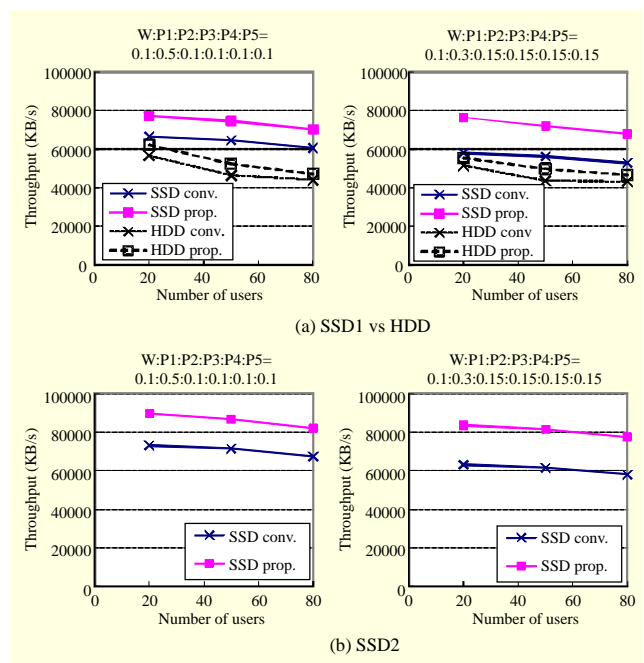 W:P1:P2:P3:P4:P5=
0.1:0.5:0.1:0.1:0.1:0.1
Throughput (KB/s)
100000
80000
60000
40000
20000
0
SSD conv.
SSD prop.
HDD conv
HDD prop.
0 20 40 60 80
Number of users
W:P1:P2:P3:P4:P5=
0.1:0.3:0.15:0.15:0.15:0.15
Throughput (KB/s)
100000
80000
60000
40000
20000
0
SSD conv.
SSD prop.
HDD conv
HDD prop.
0 20 40 60 80
Number of users
(a) SSD1 vs HDD
W:P1:P2:P3:P4:P5=
0.1:0.5:0.1:0.1:0.1:0.1
Throughput (KB/s)
100000
80000
60000
40000
20000
0
SSD conv.
SSD prop.
0 20 40 60 80
Number of users
W:P1:P2:P3:P4:P5=
0.1:0.3:0.15:0.15:0.15:0.15
Throughput (KB/s)
100000
80000
60000
40000
20000
0
SSD conv.
SSD prop.
0 20 40 60 80
Number of users
(b) SSD2